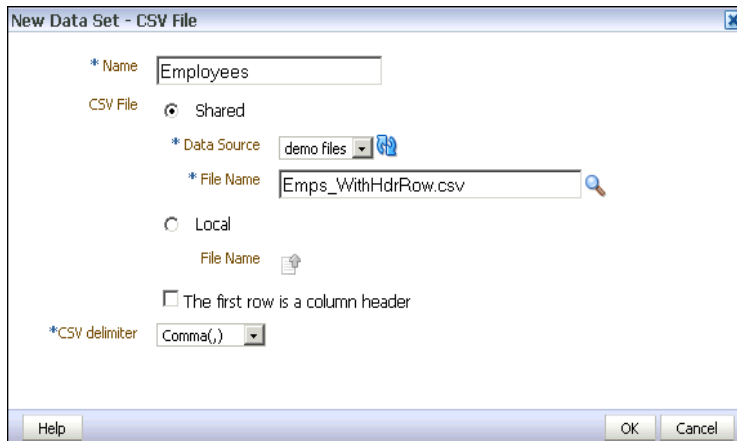 New Data Set - CSV File
* Name Employees
CSV File Shared
* Data Source demo files
* File Name Emps_WithHdrRow.csv
Local
File Name
The first row is a column header
*CSV delimiter Comma(,)
Help OK Cancel